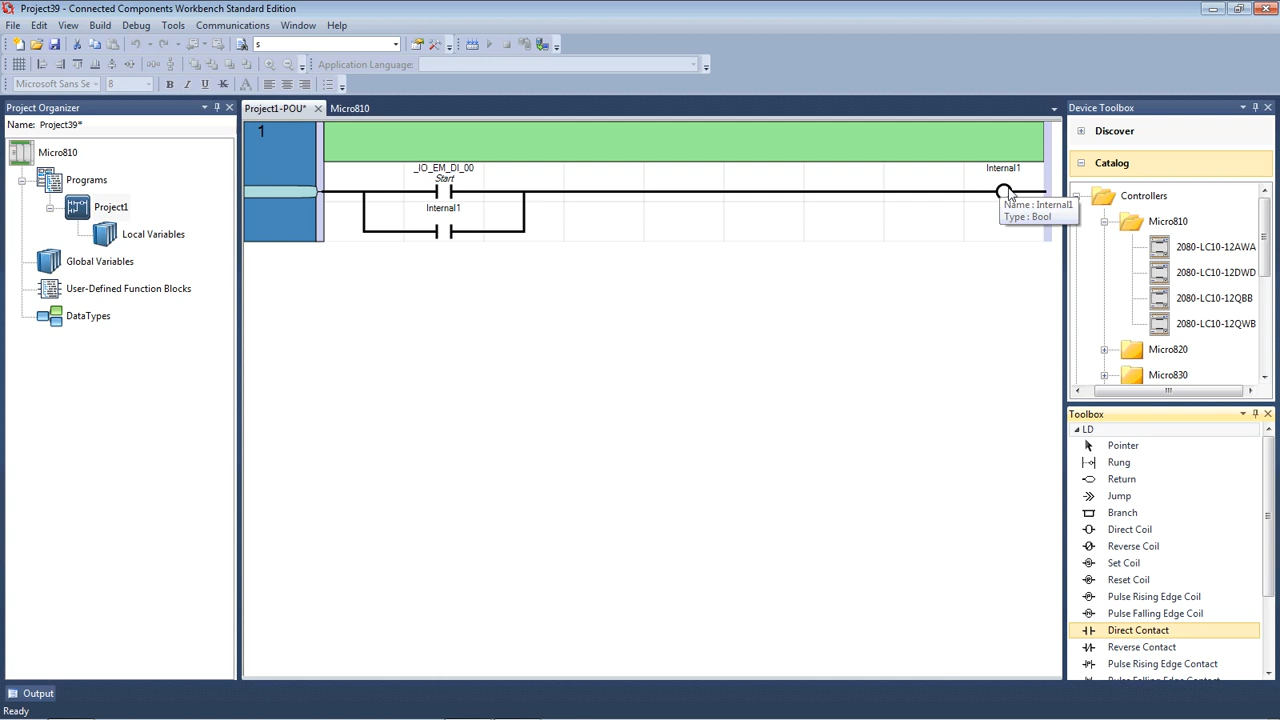 Project39 - Connected Components Workbench Standard Edition
File Edit View Build Debug Tools Communications Window Help
s
Application Language:
Microsoft Sans Se 8 B I U K
Project Organizer
Name: Project39*
Micro810
Programs
Project1
Local Variables
Global Variables
User-Defined Function Blocks
DataTypes
Project1-POU* Micro810
1
_IO_EM_DI_00
Start
Internal1
Internal1
Name : Internal1
Type : Bool
Device Toolbox
Discover
Catalog
Controllers
Micro810
2080-LC10-12AWA
2080-LC10-12DWD
2080-LC10-12QBB
2080-LC10-12QWB
Micro820
Micro830
Toolbox
LD
Pointer
Rung
Return
Jump
Branch
Direct Coil
Reverse Coil
Set Coil
Reset Coil
Pulse Rising Edge Coil
Pulse Falling Edge Coil
Direct Contact
Reverse Contact
Pulse Rising Edge Contact
Pulse Falling Edge Contact
Output
Ready